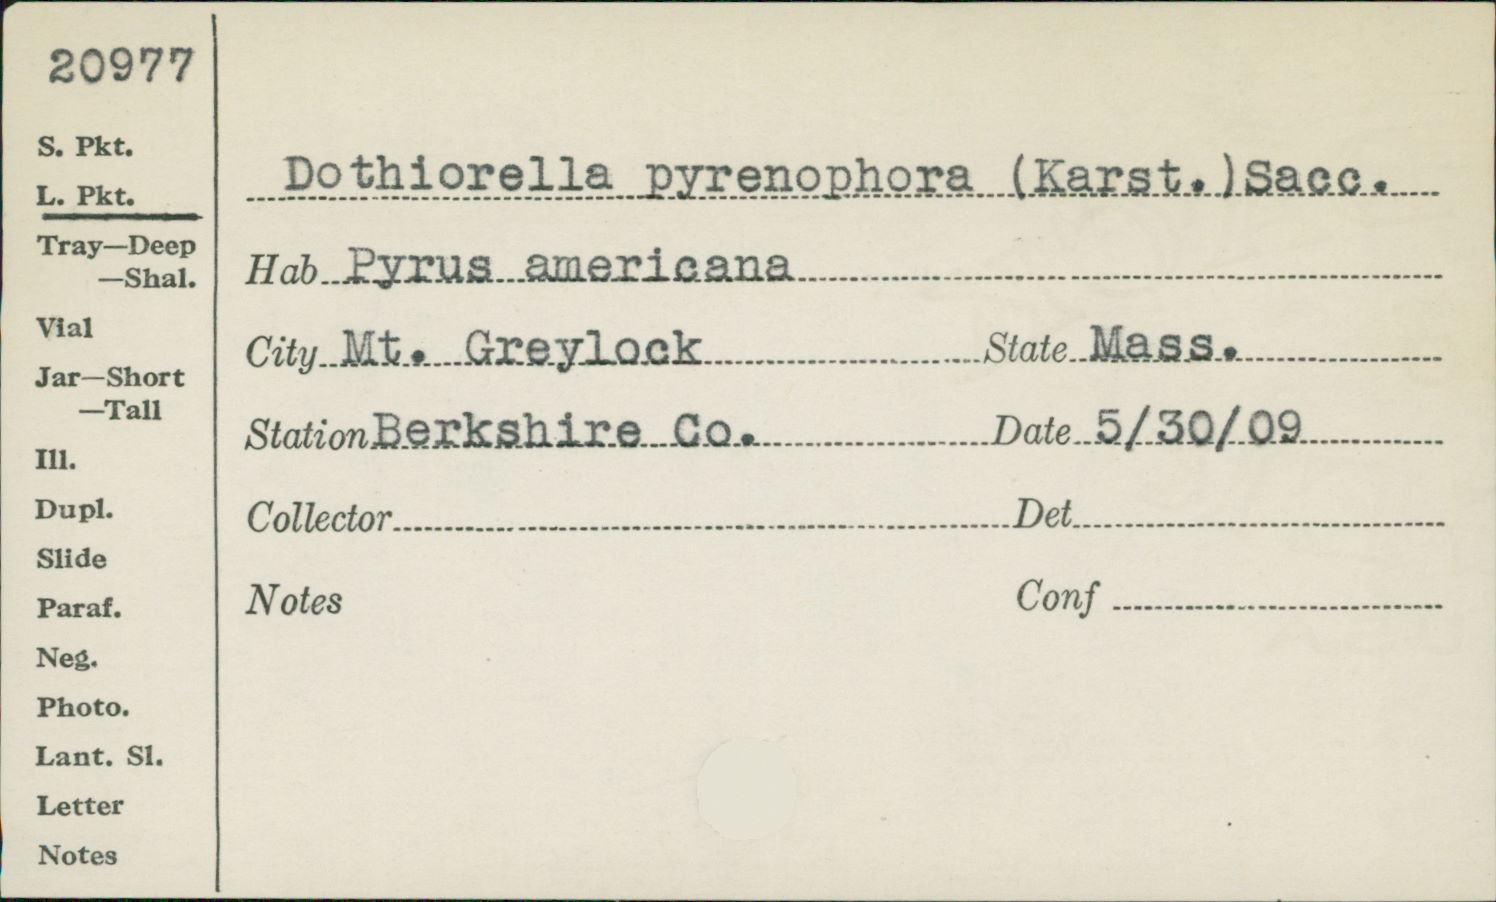 20977
S. Pkt.
L. Pkt.
Tray—Deep
—Shal.
Vial
Jar—Short
—Tall
Ill.
Dupl.
Slide
Paraf.
Neg.
Photo.
Lant. Sl.
Letter
Notes
Dothiorella pyrenophora (Karst.)Sacc.
Hab Pyrus americana
City Mt. Greylock State Mass.
Station Berkshire Co. Date 5/30/09
Collector Det
Notes Conf